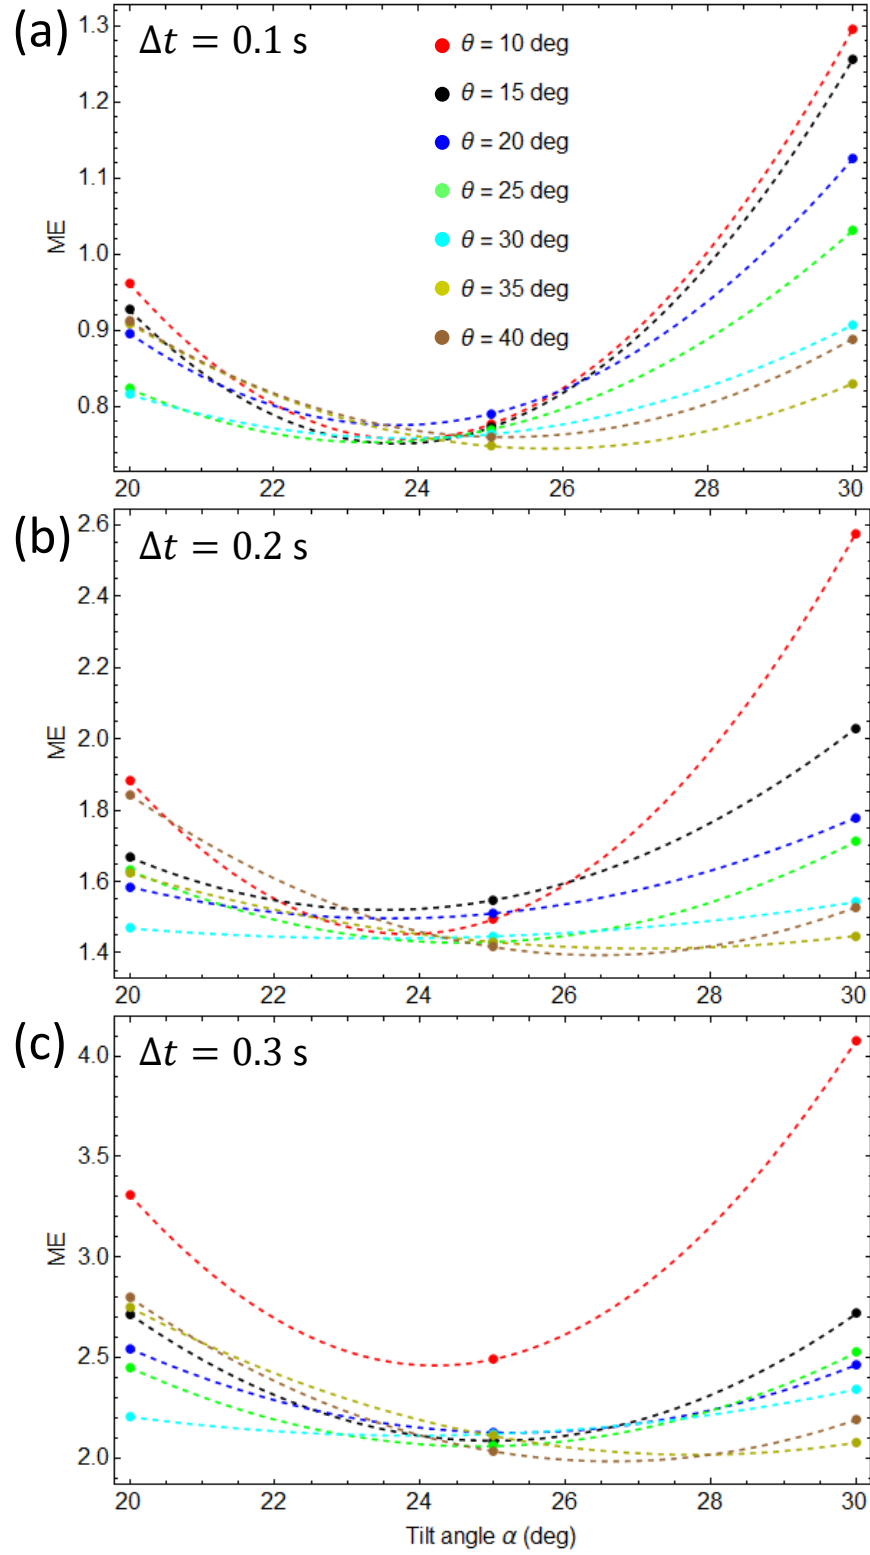 (a)
Δt = 0.1 s
θ = 10 deg
θ = 15 deg
θ = 20 deg
θ = 25 deg
θ = 30 deg
θ = 35 deg
θ = 40 deg
ME
1.3
1.2
1.1
1.0
0.9
0.8
20 22 24 26 28 30
(b)
Δt = 0.2 s
ME
2.6
2.4
2.2
2.0
1.8
1.6
1.4
20 22 24 26 28 30
(c)
Δt = 0.3 s
ME
4.0
3.5
3.0
2.5
2.0
20 22 24 26 28 30
Tilt angle α (deg)